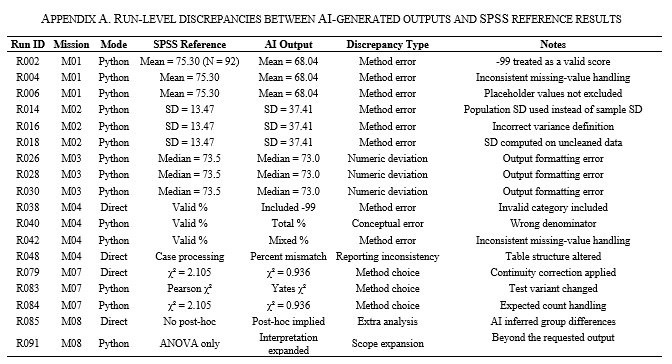 APPENDIX A. RUN-LEVEL DISCREPANCIES BETWEEN AI-GENERATED OUTPUTS AND SPSS REFERENCE RESULTS
Run ID Mission Mode SPSS Reference AI Output Discrepancy Type Notes
R002 M01 Python Mean = 75.30 (N = 92) Mean = 68.04 Method error -99 treated as a valid score
R004 M01 Python Mean = 75.30 Mean = 68.04 Method error Inconsistent missing-value handling
R006 M01 Python Mean = 75.30 Mean = 68.04 Method error Placeholder values not excluded
R014 M02 Python SD = 13.47 SD = 37.41 Method error Population SD used instead of sample SD
R016 M02 Python SD = 13.47 SD = 37.41 Method error Incorrect variance definition
R018 M02 Python SD = 13.47 SD = 37.41 Method error SD computed on uncleaned data
R026 M03 Python Median = 73.5 Median = 73.0 Numeric deviation Output formatting error
R028 M03 Python Median = 73.5 Median = 73.0 Numeric deviation Output formatting error
R030 M03 Python Median = 73.5 Median = 73.0 Numeric deviation Output formatting error
R038 M04 Direct Valid % Included -99 Method error Invalid category included
R040 M04 Python Valid % Total % Conceptual error Wrong denominator
R042 M04 Python Valid % Mixed % Method error Inconsistent missing-value handling
R048 M04 Direct Case processing Percent mismatch Reporting inconsistency Table structure altered
R079 M07 Direct χ² = 2.105 χ² = 0.936 Method choice Continuity correction applied
R083 M07 Python Pearson χ² Yates χ² Method choice Test variant changed
R084 M07 Python χ² = 2.105 χ² = 0.936 Method choice Expected count handling
R085 M08 Direct No post-hoc Post-hoc implied Extra analysis AI inferred group differences
R091 M08 Python ANOVA only Interpretation expanded Scope expansion Beyond the requested output